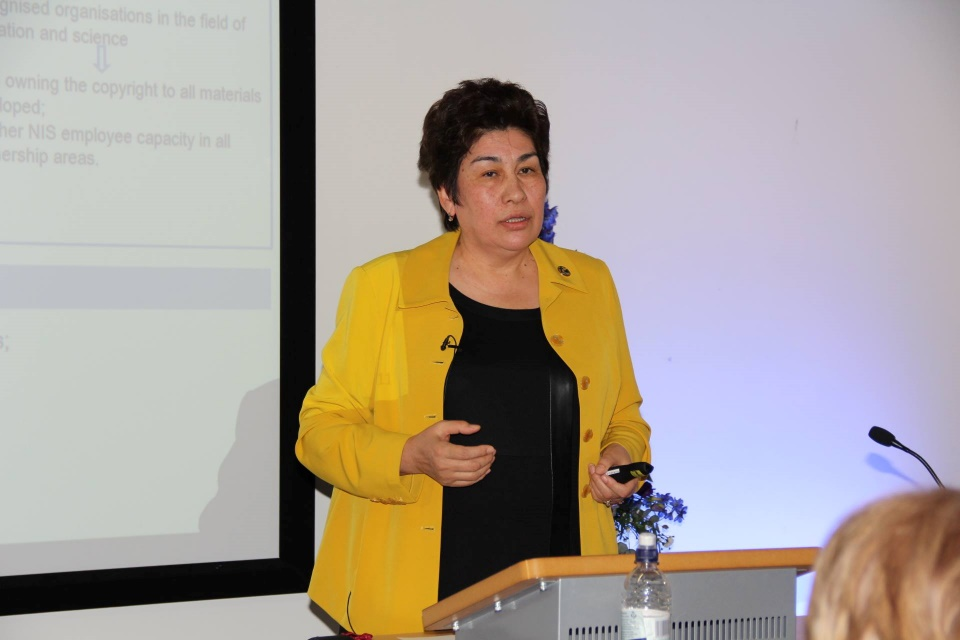 gnised organisations in the field of
ation and science
owning the copyright to all materials
loped;
her NIS employee capacity in all
ership areas.
s;